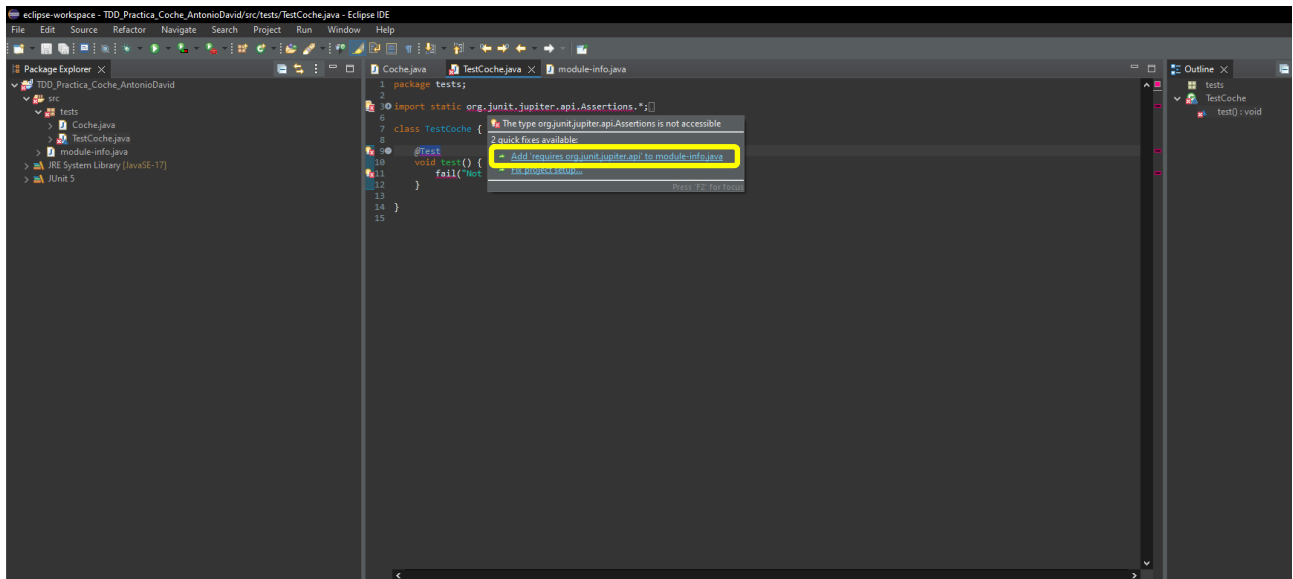 eclipse-workspace - TDD_Practica_Coche_AntonioDavid/src/tests/TestCoche.java - Eclipse IDE
File Edit Source Refactor Navigate Search Project Run Window Help
Package Explorer
TDD_Practica_Coche_AntonioDavid
src
tests
Coche.java
TestCoche.java
module-info.java
JRE System Library [JavaSE-17]
JUnit 5
Coche.java TestCoche.java module-info.java
1 package tests;
2
3 import static org.junit.jupiter.api.Assertions.*;
6
7 class TestCoche {
8
9 @Test
10 void test() {
11 fail("Not
12 }
13
14 }
15
The type org.junit.jupiter.api.Assertions is not accessible
2 quick fixes available:
Add 'requires org.junit.jupiter.api' to module-info.java
Fix project setup...
Press 'F2' for focus
Outline
tests
TestCoche
test() : void